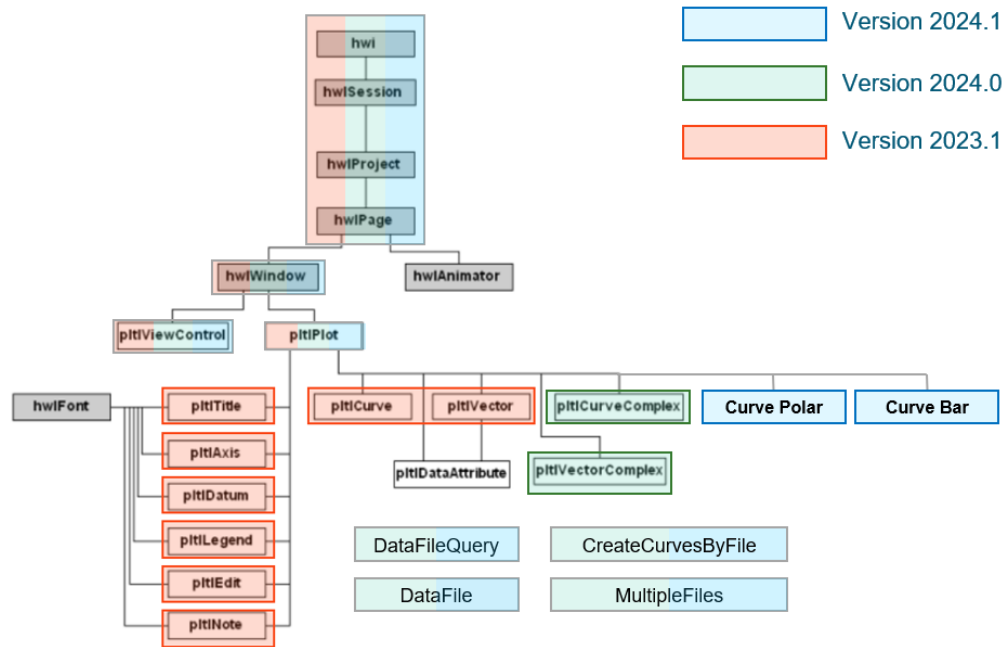 hwi
Version 2024.1
hwISession
Version 2024.0
Version 2023.1
hwIProject
hwIPage
hwIWindow
hwIAnimator
pltIViewControl
pltIPlot
hwIFont
pltITitle
pltICurve
pltIVector
pltICurveComplex
Curve Polar
Curve Bar
pltIAxis
pltIDataAttribute
pltIVectorComplex
pltIDatum
pltILegend
DataFileQuery
CreateCurvesByFile
pltIEdit
DataFile
MultipleFiles
pltINote